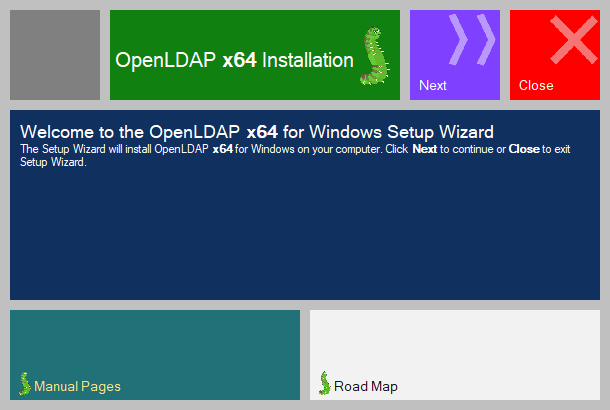 OpenLDAP x64 Installation
Next
Close
Welcome to the OpenLDAP x64 for Windows Setup Wizard
The Setup Wizard will install OpenLDAP x64 for Windows on your computer. Click Next to continue or Close to exit
Setup Wizard.
Manual Pages
Road Map